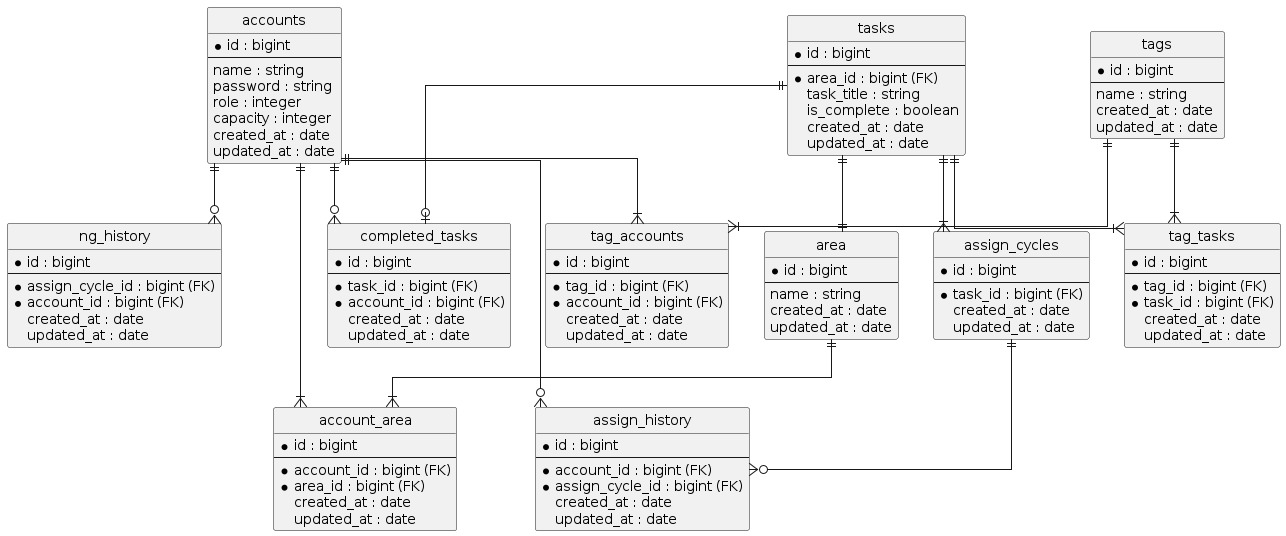 accounts
id : bigint
name : string
password : string
role : integer
capacity : integer
created_at : date
updated_at : date
tasks
id : bigint
area_id : bigint (FK)
task_title : string
is_complete : boolean
created_at : date
updated_at : date
tags
id : bigint
name : string
created_at : date
updated_at : date
ng_history
id : bigint
assign_cycle_id : bigint (FK)
account_id : bigint (FK)
created_at : date
updated_at : date
completed_tasks
id : bigint
task_id : bigint (FK)
account_id : bigint (FK)
created_at : date
updated_at : date
tag_accounts
id : bigint
tag_id : bigint (FK)
account_id : bigint (FK)
created_at : date
updated_at : date
area
id : bigint
name : string
created_at : date
updated_at : date
assign_cycles
id : bigint
task_id : bigint (FK)
created_at : date
updated_at : date
tag_tasks
id : bigint
tag_id : bigint (FK)
task_id : bigint (FK)
created_at : date
updated_at : date
account_area
id : bigint
account_id : bigint (FK)
area_id : bigint (FK)
created_at : date
updated_at : date
assign_history
id : bigint
account_id : bigint (FK)
assign_cycle_id : bigint (FK)
created_at : date
updated_at : date